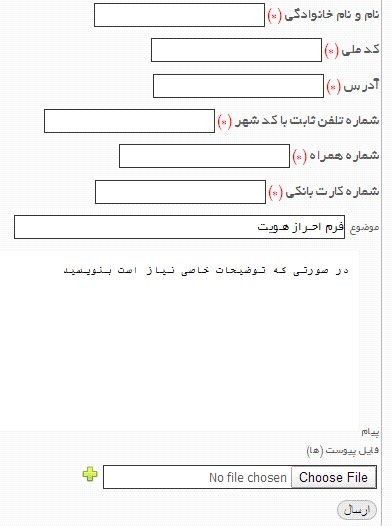 نام و نام خانوادگی (*)
کد ملی (*)
آدرس (*)
شماره تلفن ثابت با کد شهر (*)
شماره همراه (*)
شماره کارت بانکی (*)
موضوع فرم احراز هویت
در صورتی که توضیحات خاصی نیاز است بنویسید
پیام
فایل پیوست (ها)
Choose File No file chosen
ارسال